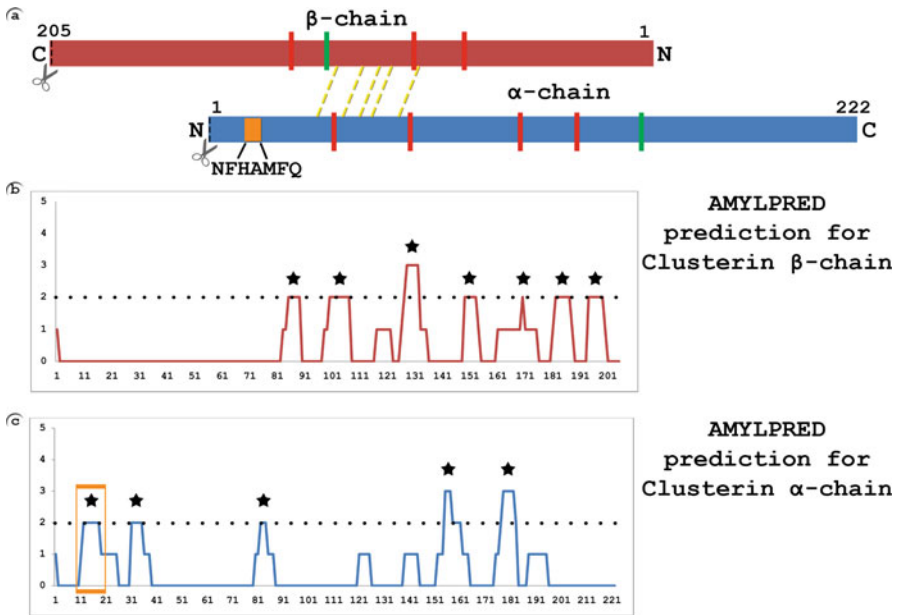 a
β-chain
205
1
C
N
1
α-chain
222
N
C
NFHAMFQ
b
5
4
3
2
1
0
1 11 21 31 41 51 61 71 81 91 101 111 121 131 141 151 161 171 181 191 201
AMYLPRED
prediction for
Clusterin β-chain
c
5
4
3
2
1
0
1 11 21 31 41 51 61 71 81 91 101 111 121 131 141 151 161 171 181 191 201 211 221
AMYLPRED
prediction for
Clusterin α-chain